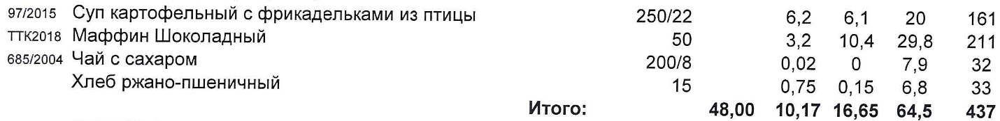 97/2015 Суп картофельный с фрикадельками из птицы 250/22 6,2 6,1 20 161
ТТК2018 Маффин Шоколадный 50 3,2 10,4 29,8 211
685/2004 Чай с сахаром 200/8 0,02 0 7,9 32
Хлеб ржано-пшеничный 15 0,75 0,15 6,8 33
Итого: 48,00 10,17 16,65 64,5 437